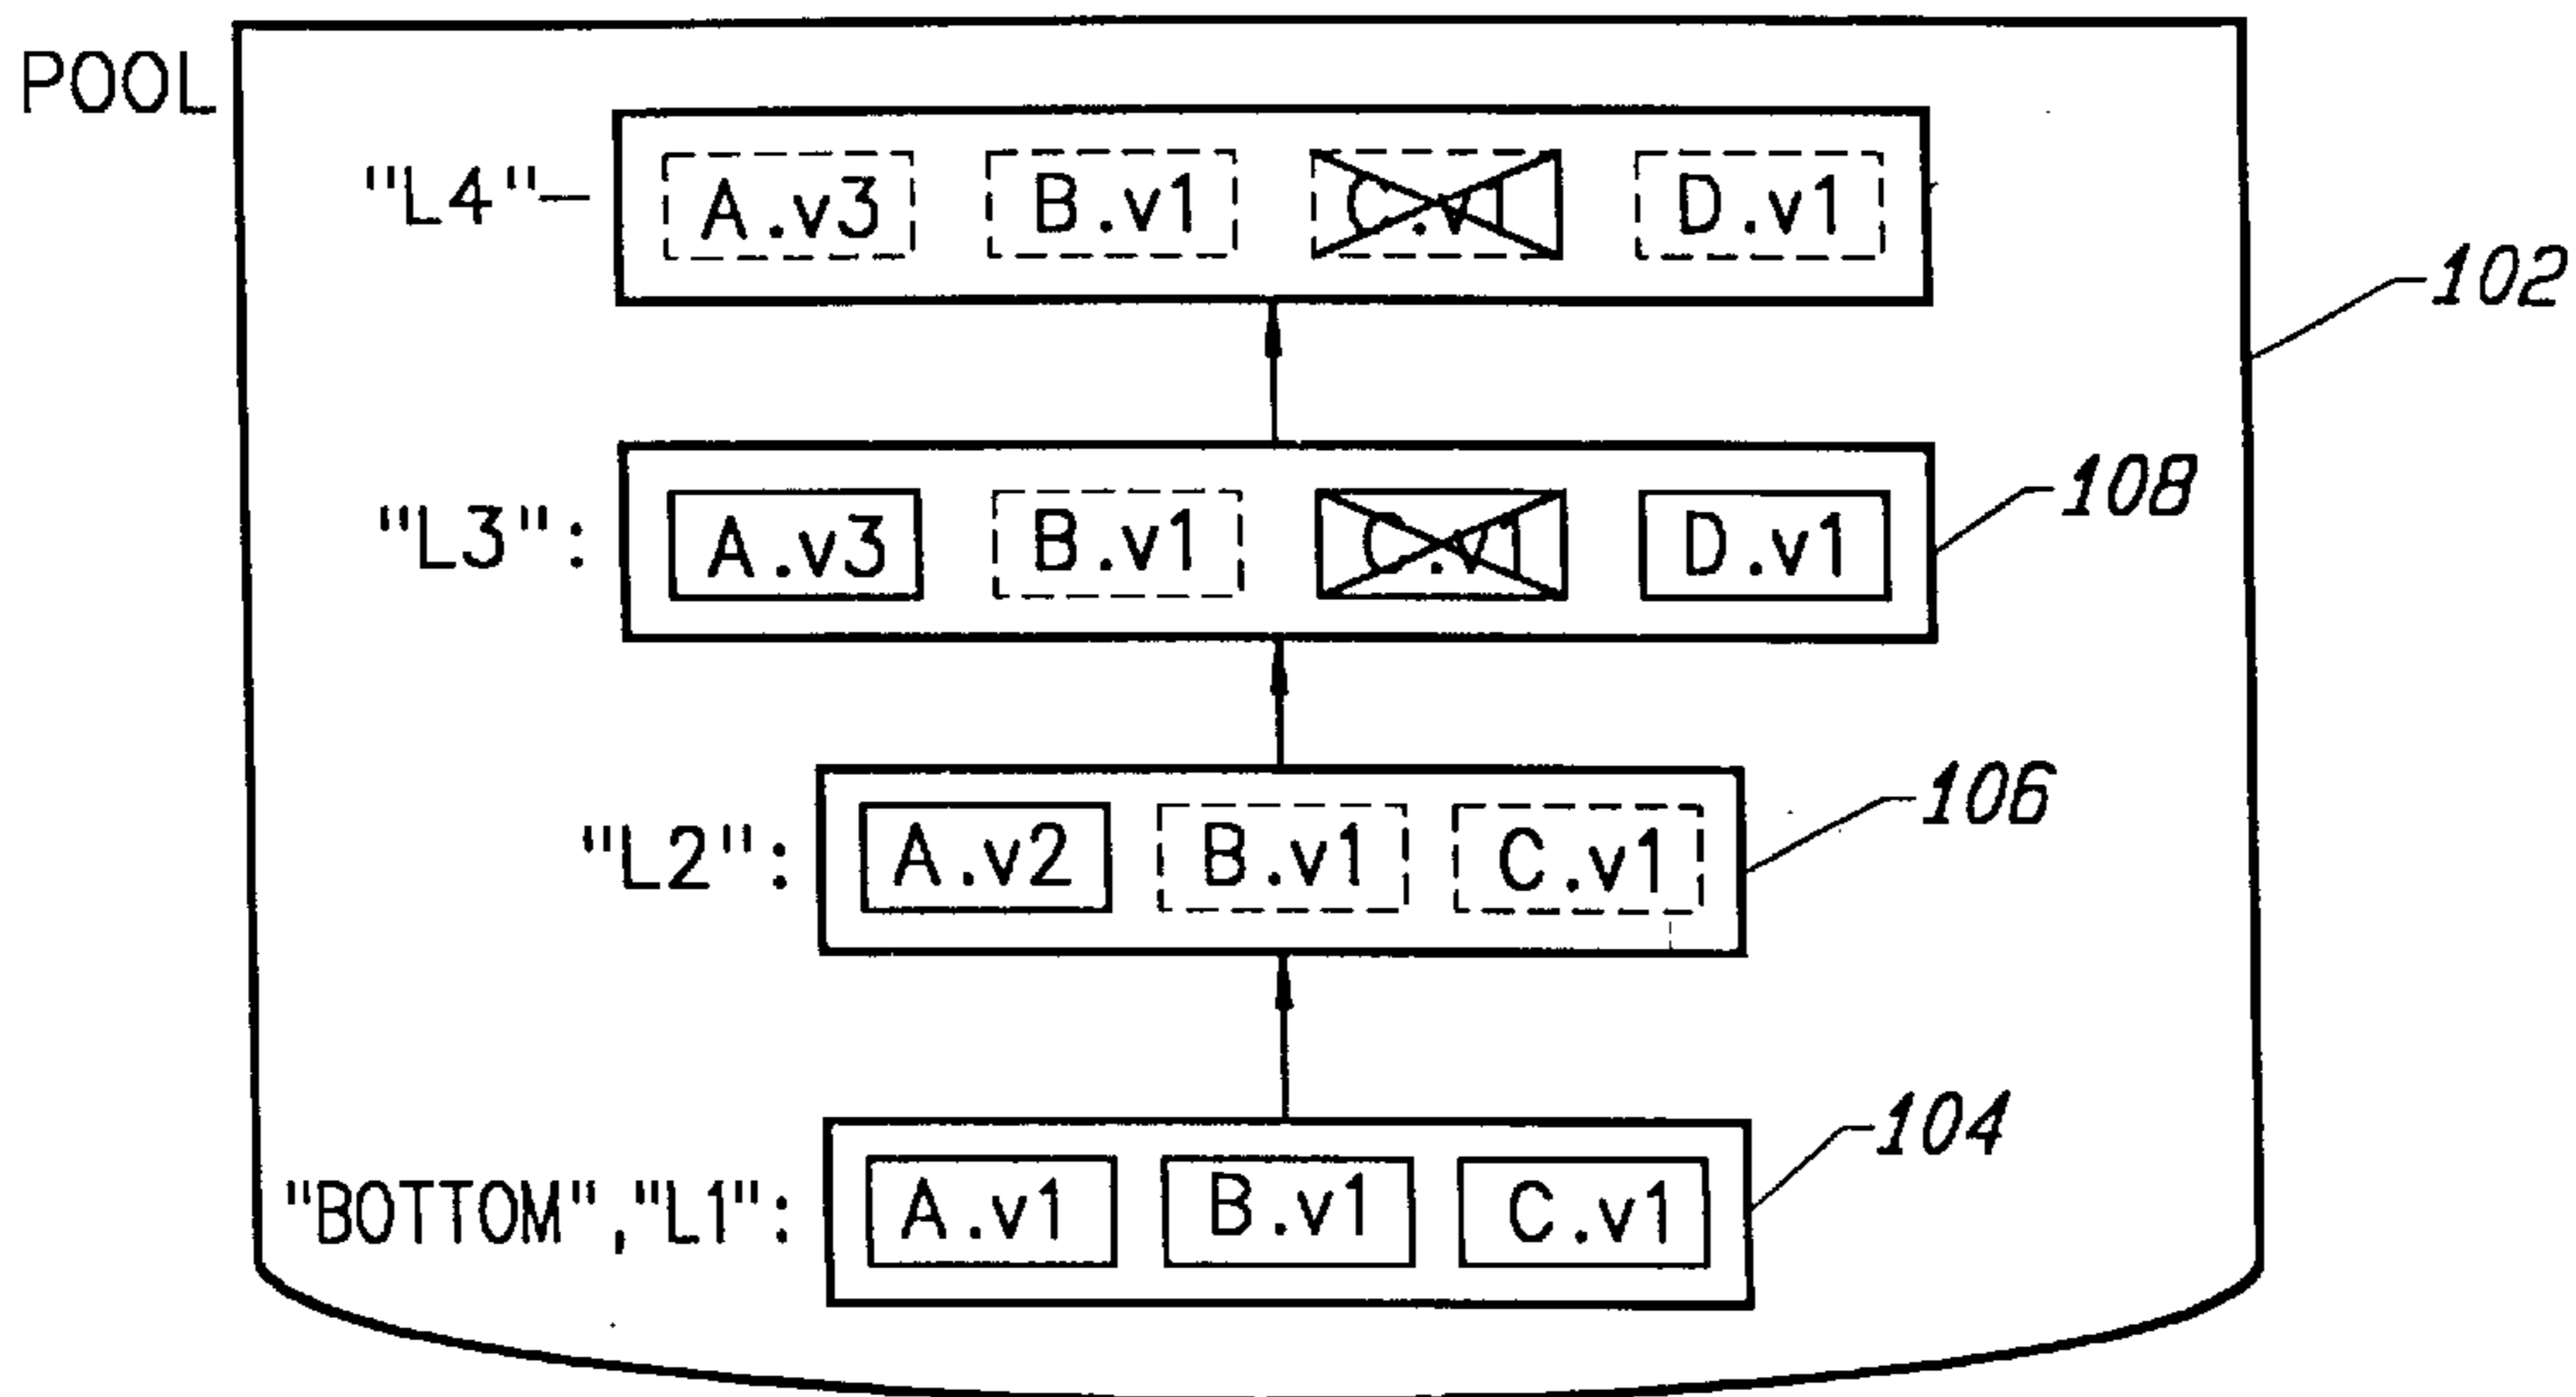 POOL
"L4"— A.v3 B.v1 C.v1 D.v1
102
"L3": A.v3 B.v1 C.v1 D.v1
108
"L2": A.v2 B.v1 C.v1
106
"BOTTOM","L1": A.v1 B.v1 C.v1
104